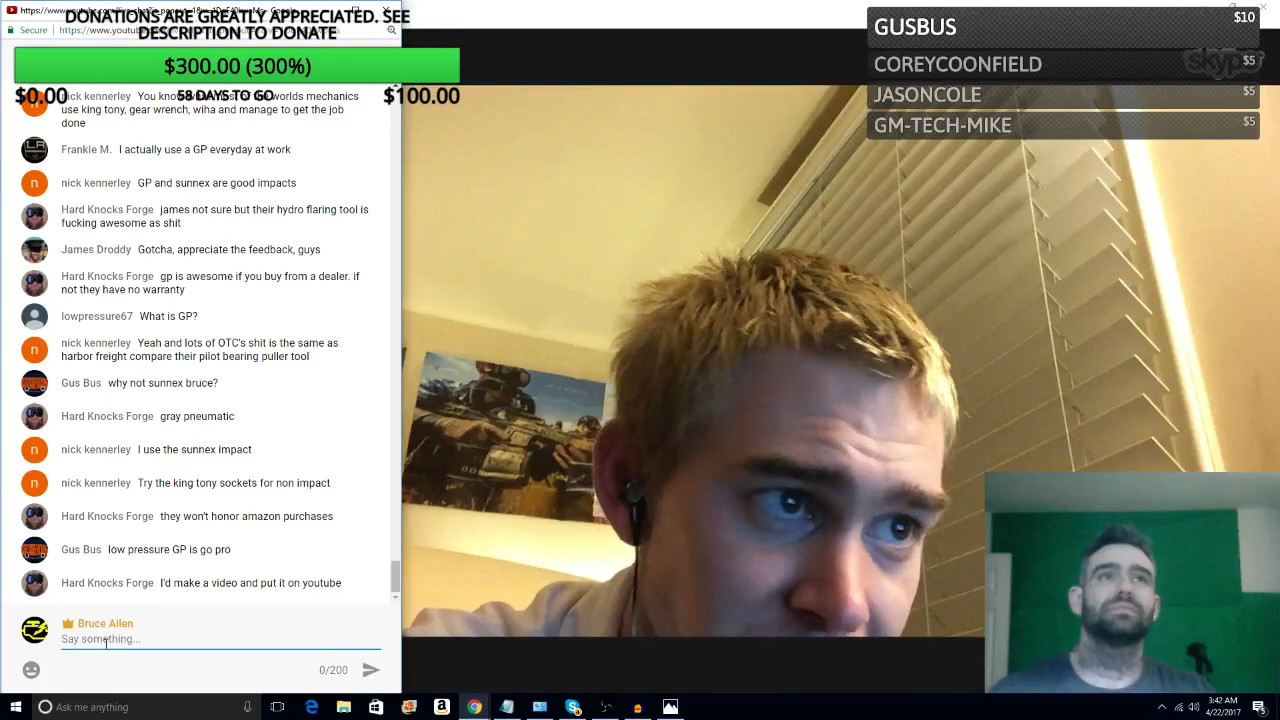 DONATIONS ARE GREATLY APPRECIATED. SEE
DESCRIPTION TO DONATE
Secure
$300.00 (300%)
$0.00
58 DAYS TO GO
$100.00
GUSBUS $10
COREYCOONFIELD $5
JASONCOLE $5
GM-TECH-MIKE $5
skype
nick kennerley You know worlds mechanics
use king tony, gear wrench, wiha and manage to get the job
done
Frankie M. I actually use a GP everyday at work
nick kennerley GP and sunnex are good impacts
Hard Knocks Forge james not sure but their hydro flaring tool is
fucking awesome as shit
James Droddy Gotcha, appreciate the feedback, guys
Hard Knocks Forge gp is awesome if you buy from a dealer. if
not they have no warranty
lowpressure67 What is GP?
nick kennerley Yeah and lots of OTC's shit is the same as
harbor freight compare their pilot bearing puller tool
Gus Bus why not sunnex bruce?
Hard Knocks Forge gray pneumatic
nick kennerley I use the sunnex impact
nick kennerley Try the king tony sockets for non impact
Hard Knocks Forge they won't honor amazon purchases
Gus Bus low pressure GP is go pro
Hard Knocks Forge I'd make a video and put it on youtube
Bruce Allen
Say something...
0/200
Ask me anything
3:42 AM
4/22/2017